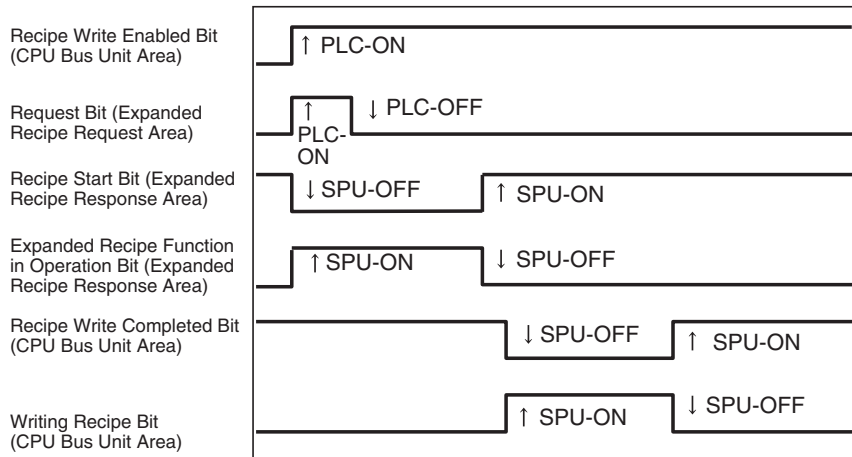 Recipe Write Enabled Bit
(CPU Bus Unit Area)
↑ PLC-ON
Request Bit (Expanded
Recipe Request Area)
↑
PLC-
ON
↓ PLC-OFF
Recipe Start Bit (Expanded
Recipe Response Area)
↓ SPU-OFF
↑ SPU-ON
Expanded Recipe Function
in Operation Bit (Expanded
Recipe Response Area)
↑ SPU-ON
↓ SPU-OFF
Recipe Write Completed Bit
(CPU Bus Unit Area)
↓ SPU-OFF
↑ SPU-ON
Writing Recipe Bit
(CPU Bus Unit Area)
↑ SPU-ON
↓ SPU-OFF